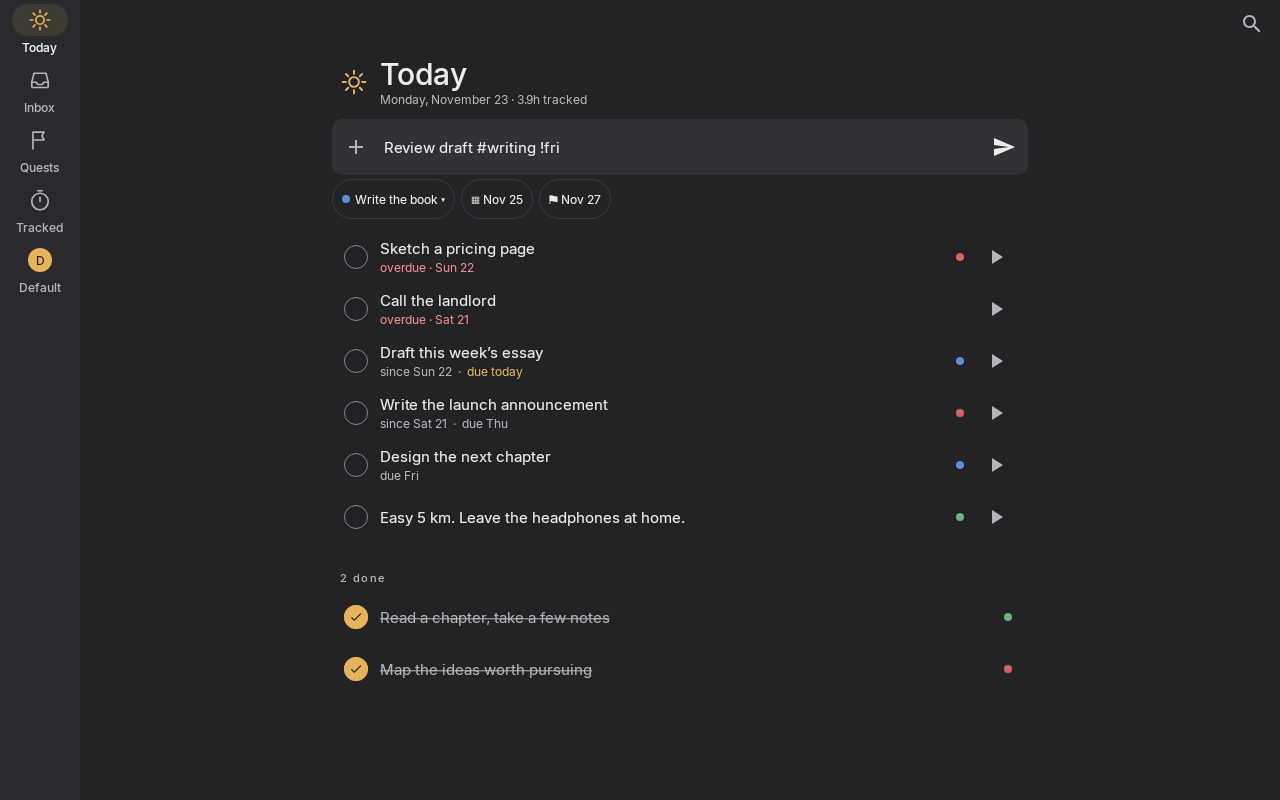 Today
Inbox
Quests
Tracked
D
Default
Today
Monday, November 23 · 3.9h tracked
Review draft #writing !fri
Write the book ▾
Nov 25
Nov 27
Sketch a pricing page
overdue · Sun 22
Call the landlord
overdue · Sat 21
Draft this week’s essay
since Sun 22 · due today
Write the launch announcement
since Sat 21 · due Thu
Design the next chapter
due Fri
Easy 5 km. Leave the headphones at home.
2 done
Read a chapter, take a few notes
Map the ideas worth pursuing